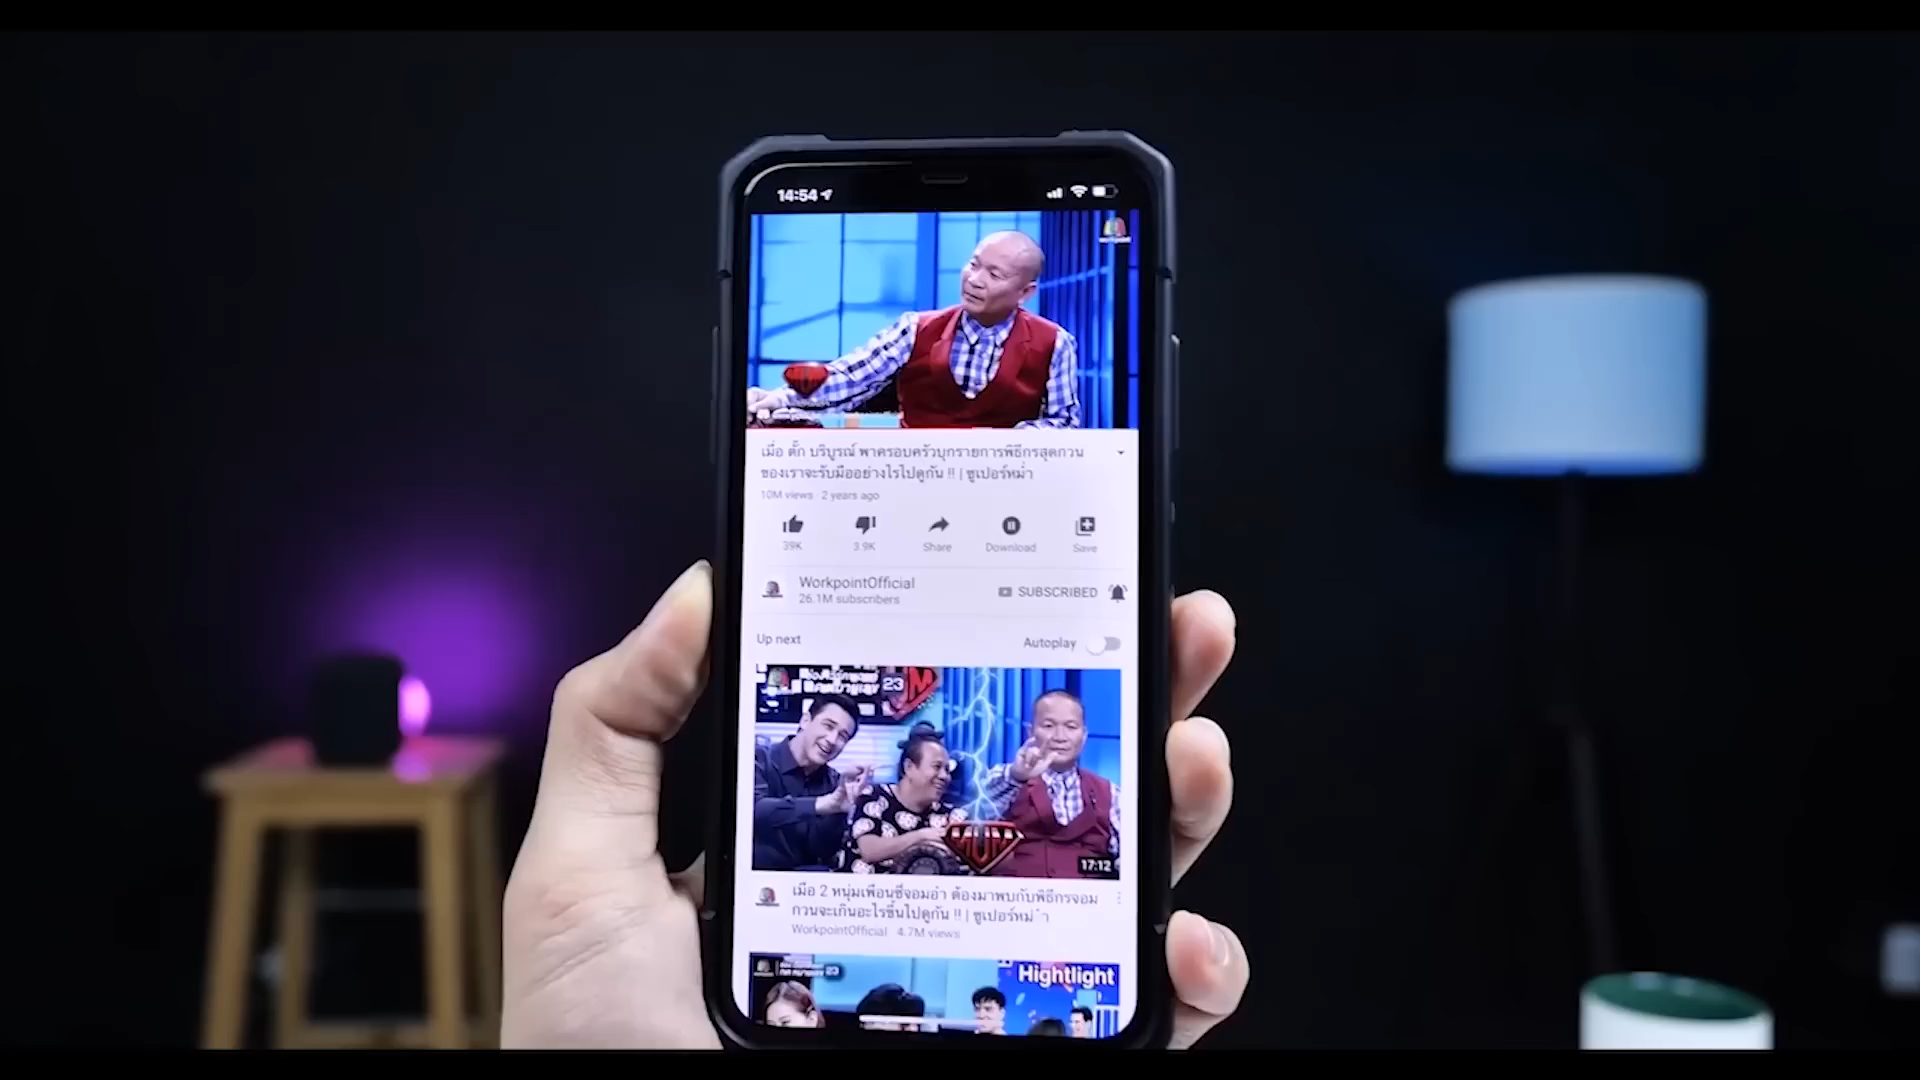 14:54
workpoint
เมื่อ ตั๊ก บริบูรณ์ พาครอบครัวบุกรายการพิธีกรสุดกวน
ของเราจะรับมืออย่างไรไปดูกัน !! | ซูเปอร์หม่ำ
10M views 2 years ago
39K 3.9K Share Download Save
WorkpointOfficial
26.1M subscribers
SUBSCRIBED
Up next
Autoplay
23
MUM
17:12
เมื่อ 2 หนุ่มเพื่อนซี้จอมอำ ต้องมาพบกับพิธีกรจอม
กวนจะเกิดอะไรขึ้นไปดูกัน !! | ซูเปอร์หม่ำ
WorkpointOfficial 4.7M views
23
Hightlight